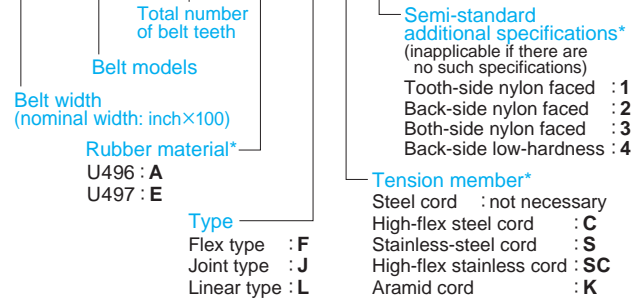 Total number
of belt teeth
Belt models
Belt width
(nominal width: inch×100)
Rubber material*
U496 : A
U497 : E
Type
Flex type : F
Joint type : J
Linear type : L
Semi-standard
additional specifications*
(inapplicable if there are
no such specifications)
Tooth-side nylon faced : 1
Back-side nylon faced : 2
Both-side nylon faced : 3
Back-side low-hardness : 4
Tension member*
Steel cord : not necessary
High-flex steel cord : C
Stainless-steel cord : S
High-flex stainless cord : SC
Aramid cord : K